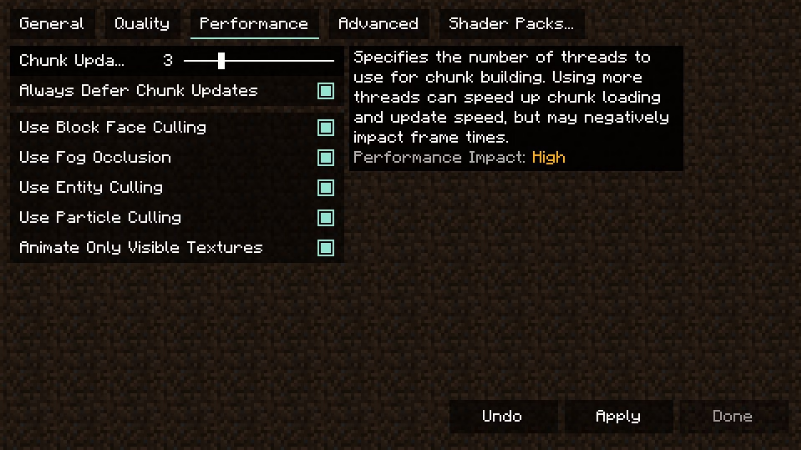 General Quality Performance Advanced Shader Packs...
Chunk Upda... 3
Always Defer Chunk Updates
Use Block Face Culling
Use Fog Occlusion
Use Entity Culling
Use Particle Culling
Animate Only Visible Textures
Specifies the number of threads to
use for chunk building. Using more
threads can speed up chunk loading
and update speed, but may negatively
impact frame times.
Performance Impact: High
Undo Apply Done